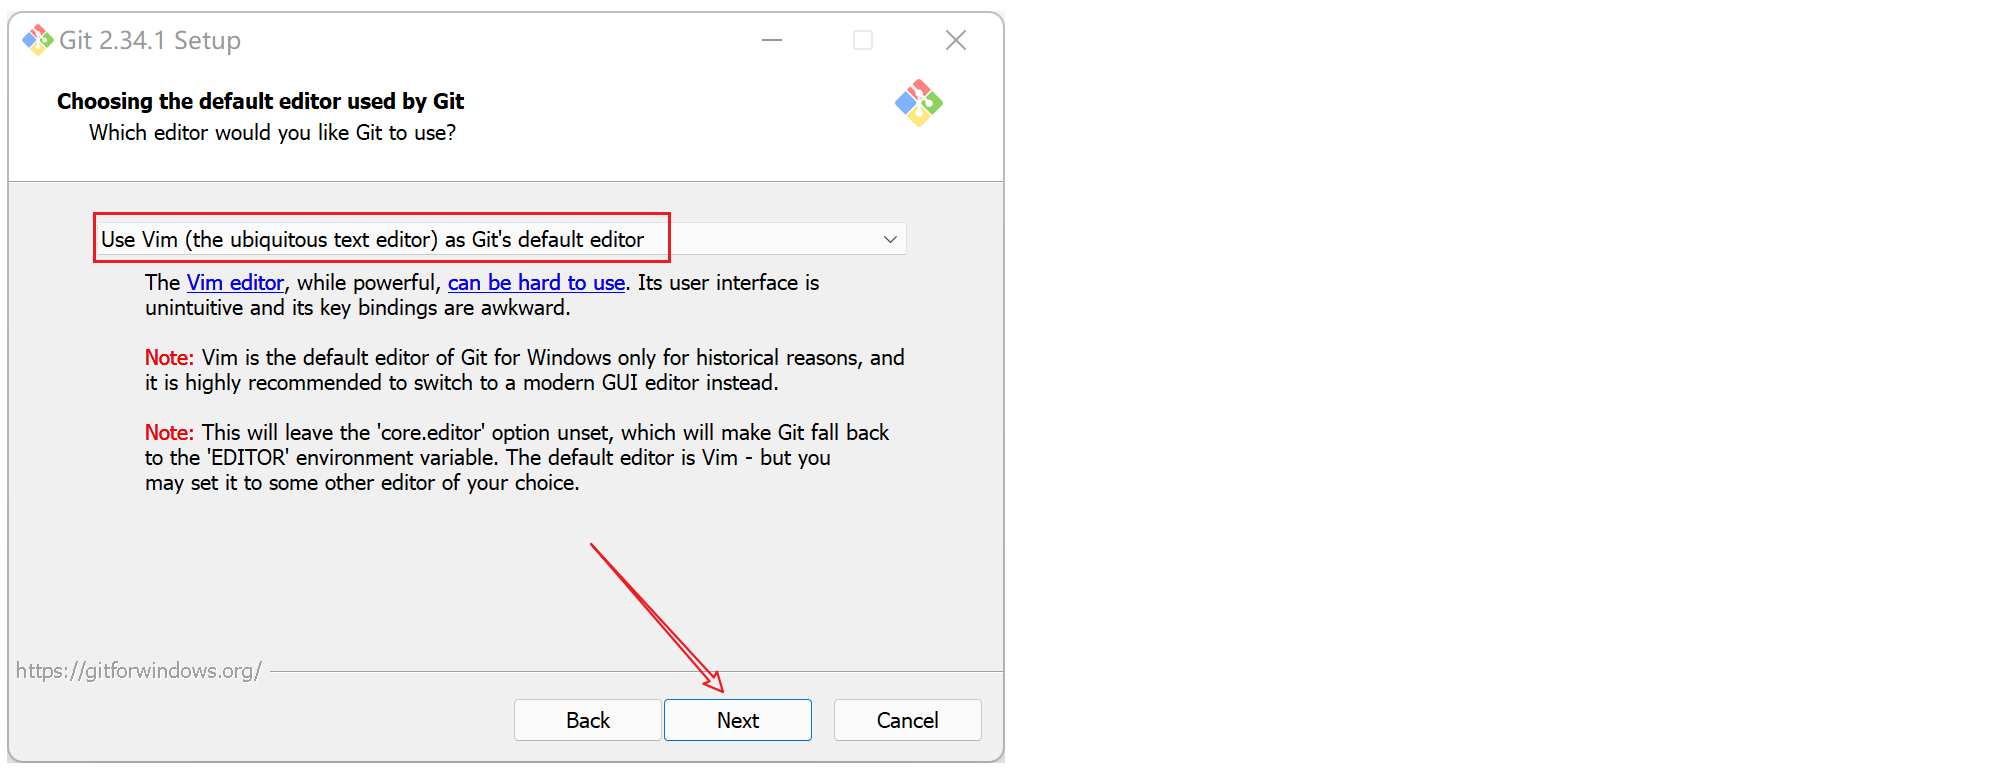 Git 2.34.1 Setup
Choosing the default editor used by Git
Which editor would you like Git to use?
Use Vim (the ubiquitous text editor) as Git's default editor
The Vim editor, while powerful, can be hard to use. Its user interface is
unintuitive and its key bindings are awkward.
Note: Vim is the default editor of Git for Windows only for historical reasons, and
it is highly recommended to switch to a modern GUI editor instead.
Note: This will leave the 'core.editor' option unset, which will make Git fall back
to the 'EDITOR' environment variable. The default editor is Vim - but you
may set it to some other editor of your choice.
https://gitforwindows.org/
Back Next Cancel